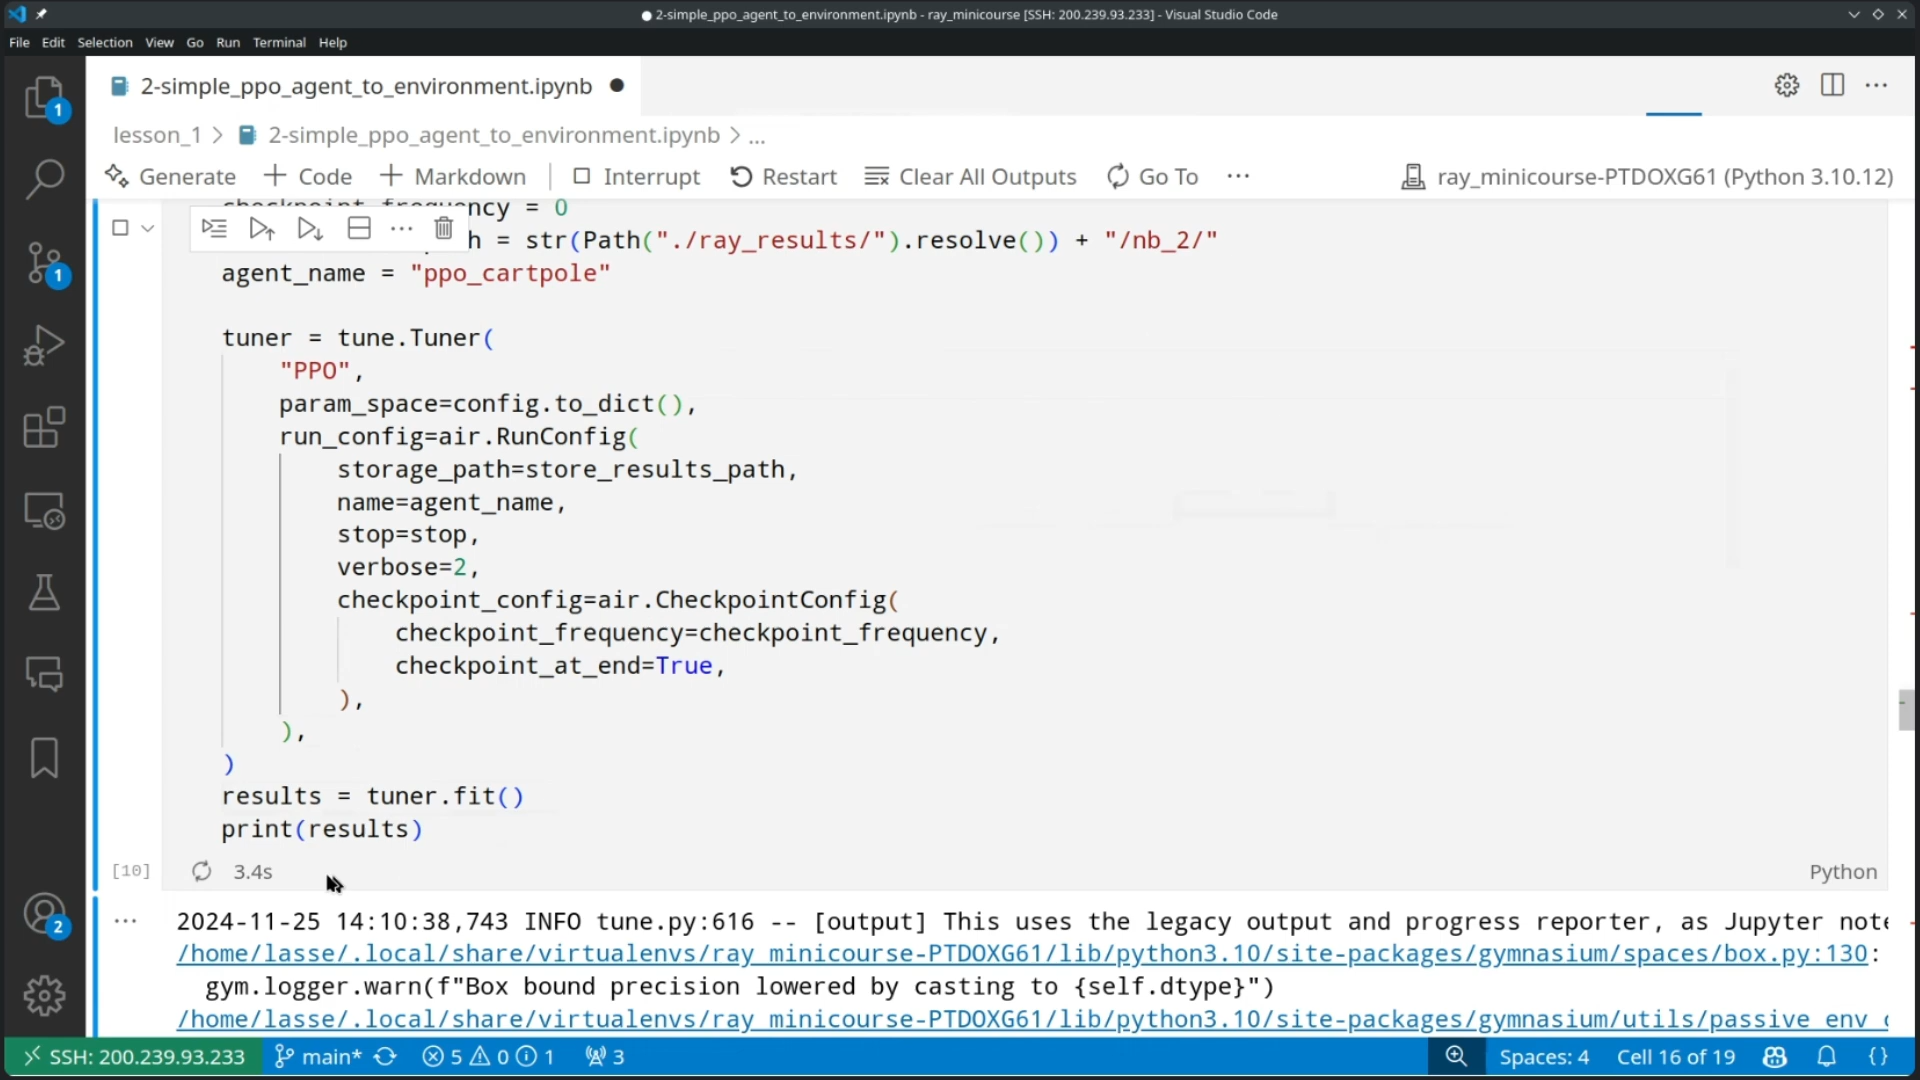 2-simple_ppo_agent_to_environment.ipynb - ray_minicourse [SSH: 200.239.93.233] - Visual Studio Code
File Edit Selection View Go Run Terminal Help
2-simple_ppo_agent_to_environment.ipynb
lesson_1 > 2-simple_ppo_agent_to_environment.ipynb > ...
Generate + Code + Markdown Interrupt Restart Clear All Outputs Go To ... ray_minicourse-PTDOXG61 (Python 3.10.12)
checkpoint_frequency = 0
h = str(Path("./ray_results/").resolve()) + "/nb_2/"
agent_name = "ppo_cartpole"
tuner = tune.Tuner(
"PPO",
param_space=config.to_dict(),
run_config=air.RunConfig(
storage_path=store_results_path,
name=agent_name,
stop=stop,
verbose=2,
checkpoint_config=air.CheckpointConfig(
checkpoint_frequency=checkpoint_frequency,
checkpoint_at_end=True,
),
),
)
results = tuner.fit()
print(results)
[10] 3.4s Python
2024-11-25 14:10:38,743 INFO tune.py:616 -- [output] This uses the legacy output and progress reporter, as Jupyter note
/home/lasse/.local/share/virtualenvs/ray_minicourse-PTDOXG61/lib/python3.10/site-packages/gymnasium/spaces/box.py:130:
gym.logger.warn(f"Box bound precision lowered by casting to {self.dtype}")
/home/lasse/.local/share/virtualenvs/ray_minicourse-PTDOXG61/lib/python3.10/site-packages/gymnasium/utils/passive_env_c
SSH: 200.239.93.233 main* 5 0 1 3 Spaces: 4 Cell 16 of 19 {}
1
1
2